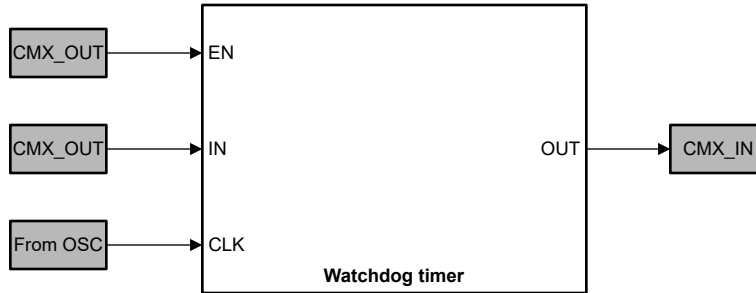 CMX_OUT
EN
CMX_OUT
IN
OUT
CMX_IN
From OSC
CLK
Watchdog timer